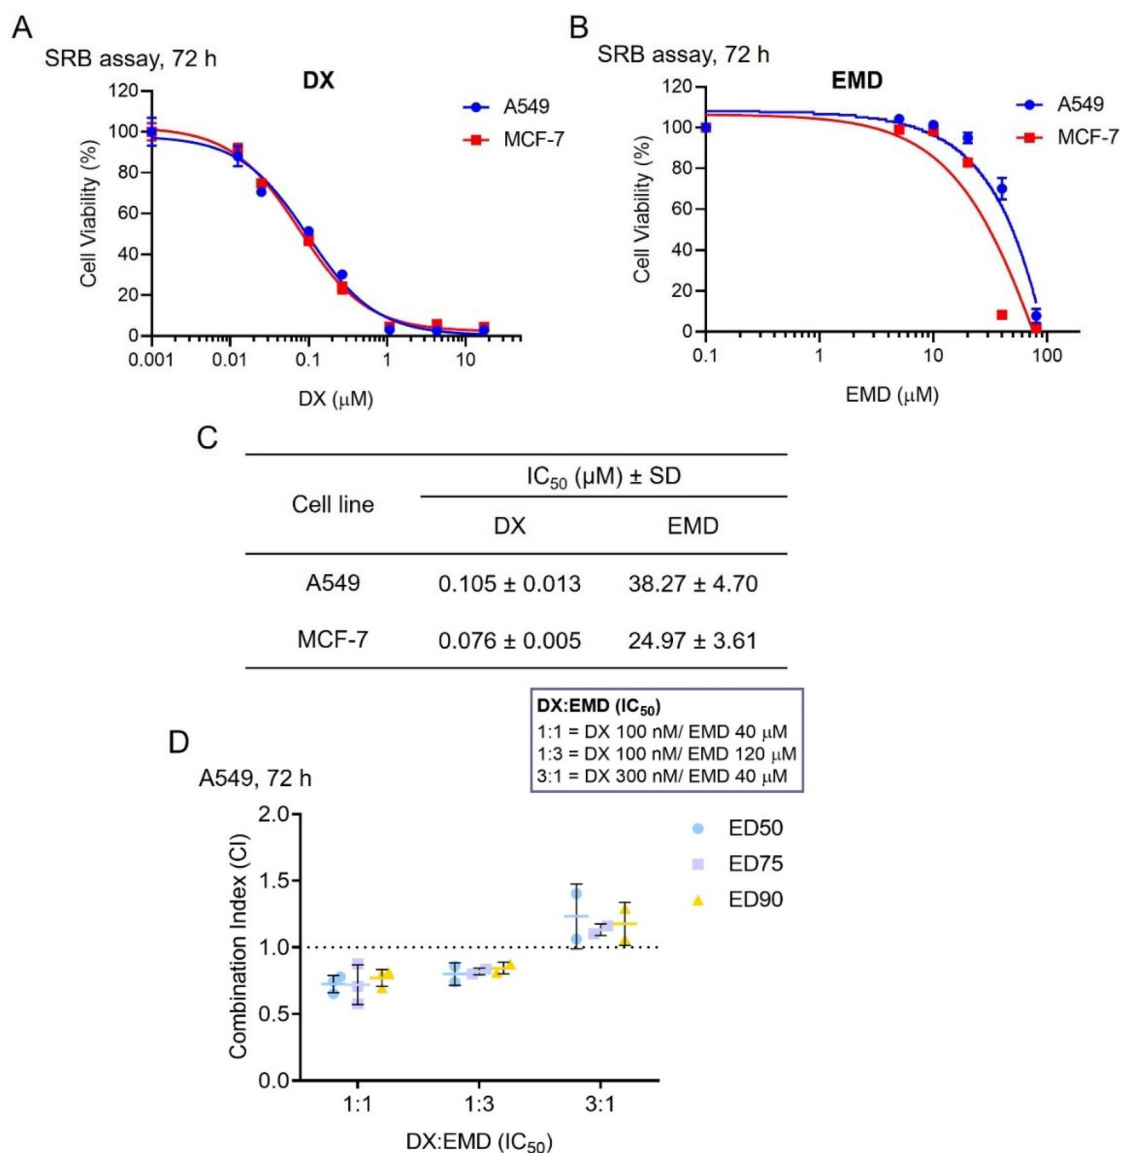 A
SRB assay, 72 h
DX
A549
MCF-7
Cell Viability (%)
120
100
80
60
40
20
0
0.001 0.01 0.1 1 10
DX (μM)
B
SRB assay, 72 h
EMD
A549
MCF-7
Cell Viability (%)
120
100
80
60
40
20
0
0.1 1 10 100
EMD (μM)
C
Cell line
IC50 (μM) ± SD
DX EMD
A549 0.105 ± 0.013 38.27 ± 4.70
MCF-7 0.076 ± 0.005 24.97 ± 3.61
DX:EMD (IC50)
1:1 = DX 100 nM/ EMD 40 μM
1:3 = DX 100 nM/ EMD 120 μM
3:1 = DX 300 nM/ EMD 40 μM
D
A549, 72 h
Combination Index (CI)
2.0
1.5
1.0
0.5
0.0
ED50
ED75
ED90
1:1 1:3 3:1
DX:EMD (IC50)